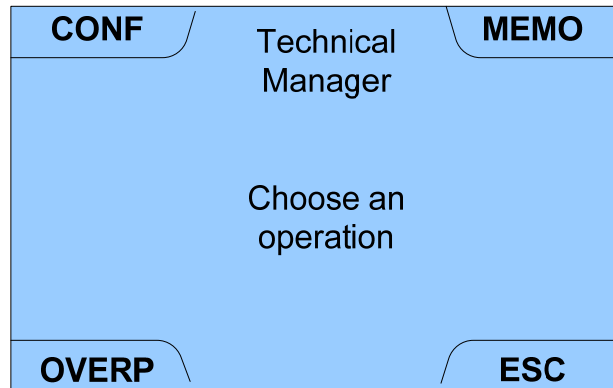 CONF
MEMO
Technical
Manager
Choose an
operation
OVERP
ESC